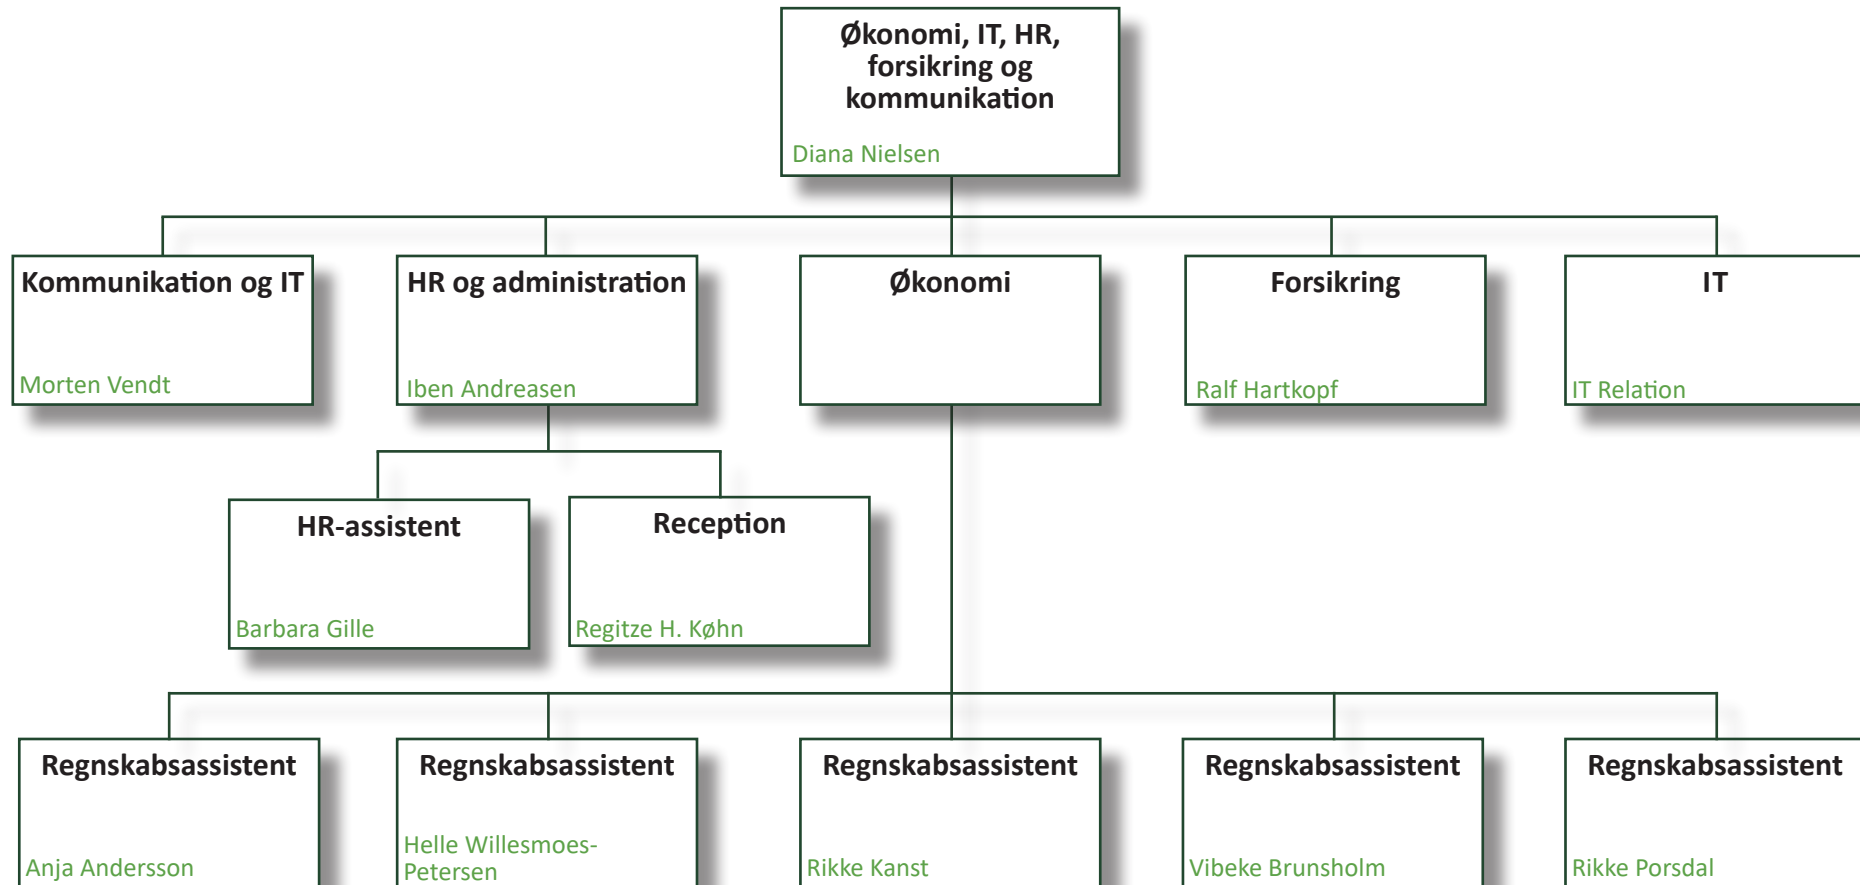 Økonomi, IT, HR,
forsikring og
kommunikation
Diana Nielsen
Kommunikation og IT
Morten Vendt
HR og administration
Iben Andreasen
Økonomi
Forsikring
Ralf Hartkopf
IT
IT Relation
HR-assistent
Barbara Gille
Reception
Regitze H. Køhn
Regnskabsassistent
Anja Andersson
Regnskabsassistent
Helle Willesmoes-
Petersen
Regnskabsassistent
Rikke Kanst
Regnskabsassistent
Vibeke Brunsholm
Regnskabsassistent
Rikke Porsdal